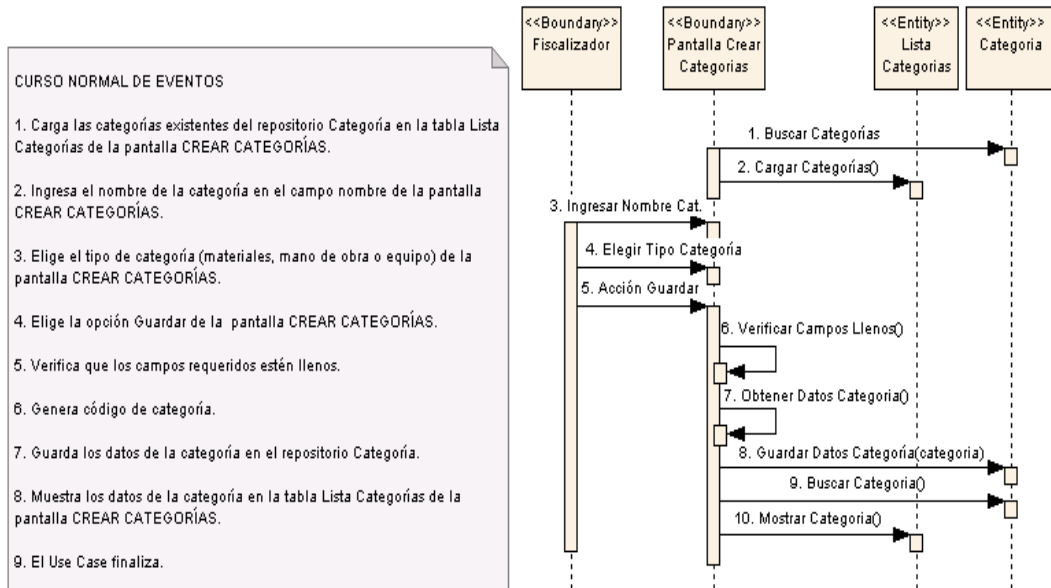 CURSO NORMAL DE EVENTOS
1. Carga las categorías existentes del repositorio Categoría en la tabla Lista
Categorías de la pantalla CREAR CATEGORÍAS.
2. Ingresa el nombre de la categoría en el campo nombre de la pantalla
CREAR CATEGORÍAS.
3. Elige el tipo de categoría (materiales, mano de obra o equipo) de la
pantalla CREAR CATEGORÍAS.
4. Elige la opción Guardar de la pantalla CREAR CATEGORÍAS.
5. Verifica que los campos requeridos estén llenos.
6. Genera código de categoría.
7. Guarda los datos de la categoría en el repositorio Categoría.
8. Muestra los datos de la categoría en la tabla Lista Categorías de la
pantalla CREAR CATEGORÍAS.
9. El Use Case finaliza.
<<Boundary>>
Fiscalizador
<<Boundary>>
Pantalla Crear
Categorias
<<Entity>>
Lista
Categorias
<<Entity>>
Categoria
1. Buscar Categorías
2. Cargar Categorías()
3. Ingresar Nombre Cat.
4. Elegir Tipo Categoría
5. Acción Guardar
6. Verificar Campos Llenos()
7. Obtener Datos Categoria()
8. Guardar Datos Categoría(categoria)
9. Buscar Categoria()
10. Mostrar Categoria()